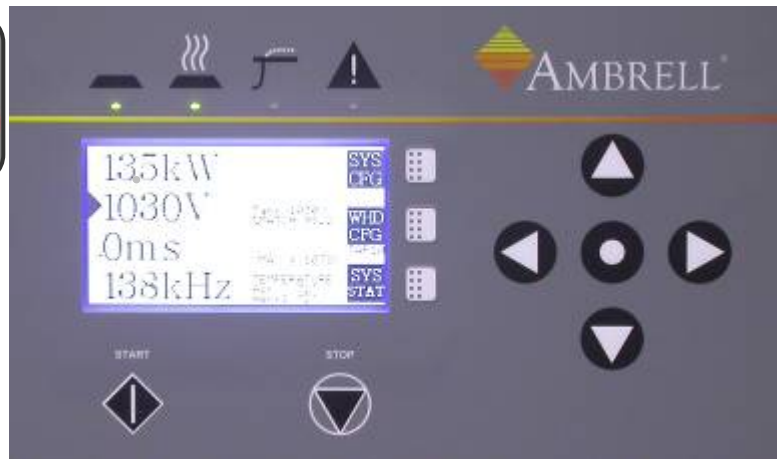 AMBRELL
13.5kW
SYS
CFG
1030V
WHD
CFG
0ms
138kHz
SYS
STAT
START
STOP